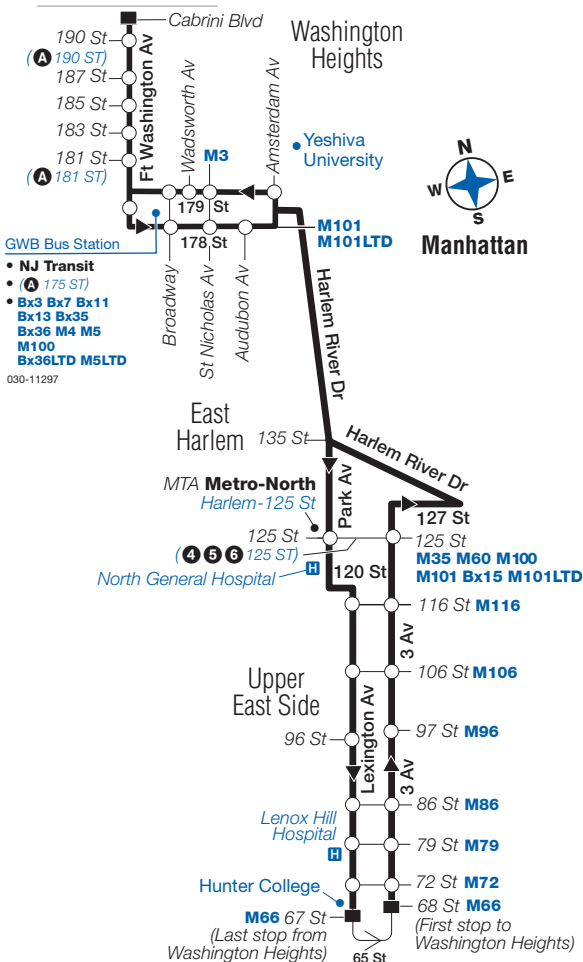 Cabrini Blvd
190 St
(A 190 ST)
187 St
185 St
183 St
181 St
(A 181 ST)
Ft Washington Av
Washington
Heights
Wadsworth Av
M3
Amsterdam Av
Yeshiva
University
N
W
E
S
Manhattan
179 St
178 St
M101
M101LTD
GWB Bus Station
• NJ Transit
• (A 175 ST)
• Bx3 Bx7 Bx11
Bx13 Bx35
Bx36 M4 M5
M100
Bx36LTD M5LTD
030-11297
Broadway
St Nicholas Av
Audubon Av
Harlem River Dr
East
Harlem
135 St
Harlem River Dr
MTA Metro-North
Harlem-125 St
Park Av
127 St
125 St
(4 5 6 125 ST)
125 St
M35 M60 M100
M101 Bx15 M101LTD
North General Hospital
H
120 St
116 St M116
3 Av
106 St M106
Upper
East Side
Lexington Av
96 St
97 St M96
3 Av
86 St M86
Lenox Hill
Hospital
H
79 St M79
Hunter College
72 St M72
M66 67 St
(Last stop from
Washington Heights)
68 St M66
(First stop to
Washington Heights)
65 St